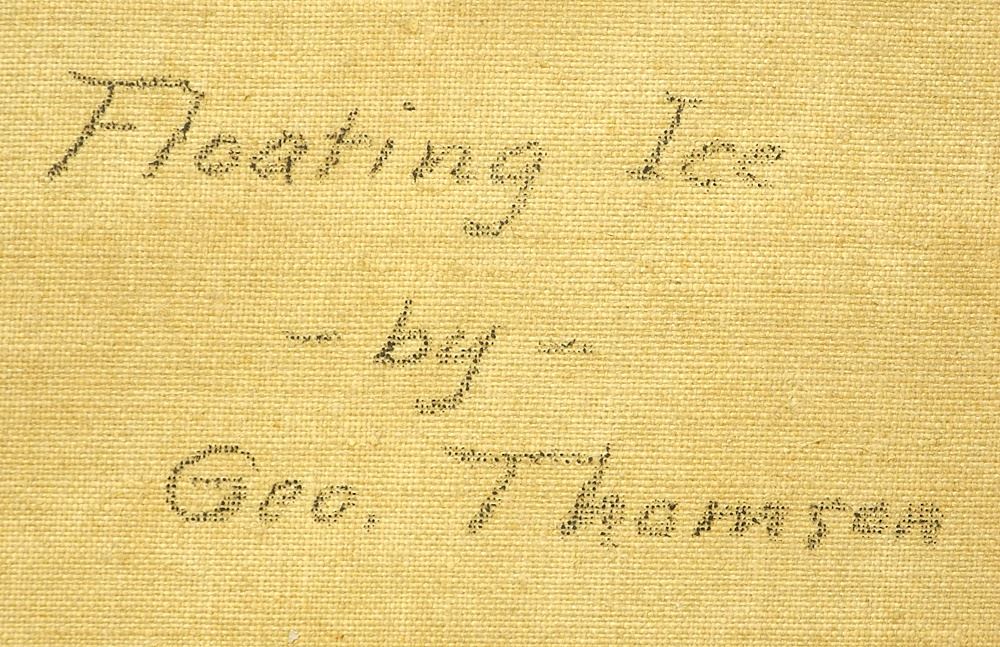 Floating Ice
- by -
Geo. Thomson